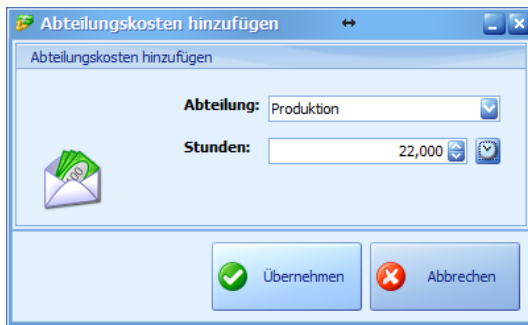 Abteilungskosten hinzufügen
Abteilungskosten hinzufügen
Abteilung: Produktion
Stunden: 22,000
Übernehmen Abbrechen